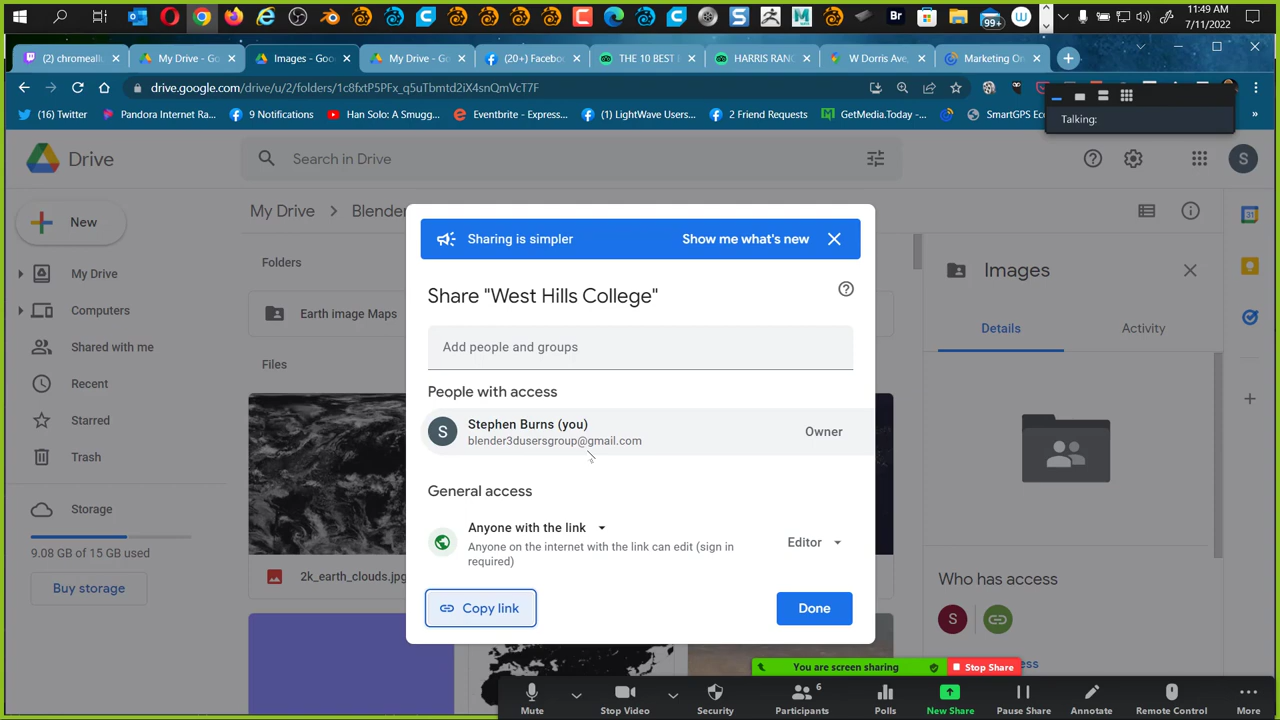 Br
99+
11:49 AM
7/11/2022
(2) chromeallu
My Drive - Go
Images - Goo
My Drive - Go
(20+) Facebo
THE 10 BEST
HARRIS RANC
W Dorris Ave,
Marketing On
drive.google.com/drive/u/2/folders/1c8fxtP5PFx_q5uTbmtd2iX4snQmVcT7F
(16) Twitter
Pandora Internet Ra...
9 Notifications
Han Solo: A Smugg...
Eventbrite - Express...
(1) LightWave Users...
2 Friend Requests
GetMedia.Today -...
SmartGPS Ec
»
Talking:
Drive
Search in Drive
S
New
My Drive
Blender
My Drive
Computers
Shared with me
Recent
Starred
Trash
Storage
9.08 GB of 15 GB used
Buy storage
Folders
Earth image Maps
Files
2k_earth_clouds.jpg
Sharing is simpler
Show me what's new
Share "West Hills College"
Add people and groups
People with access
S
Stephen Burns (you)
blender3dusersgroup@gmail.com
Owner
General access
Anyone with the link
Anyone on the internet with the link can edit (sign in
required)
Editor
Copy link
Done
Images
Details
Activity
Who has access
S
31
You are screen sharing
Stop Share
Mute
Stop Video
Security
6
Participants
Polls
New Share
Pause Share
Annotate
Remote Control
More